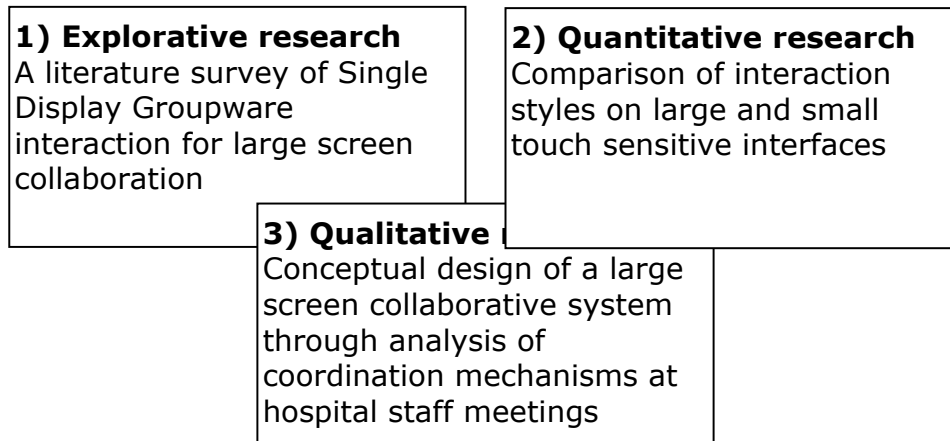 1) Explorative research
A literature survey of Single
Display Groupware
interaction for large screen
collaboration
2) Quantitative research
Comparison of interaction
styles on large and small
touch sensitive interfaces
3) Qualitative
Conceptual design of a large
screen collaborative system
through analysis of
coordination mechanisms at
hospital staff meetings